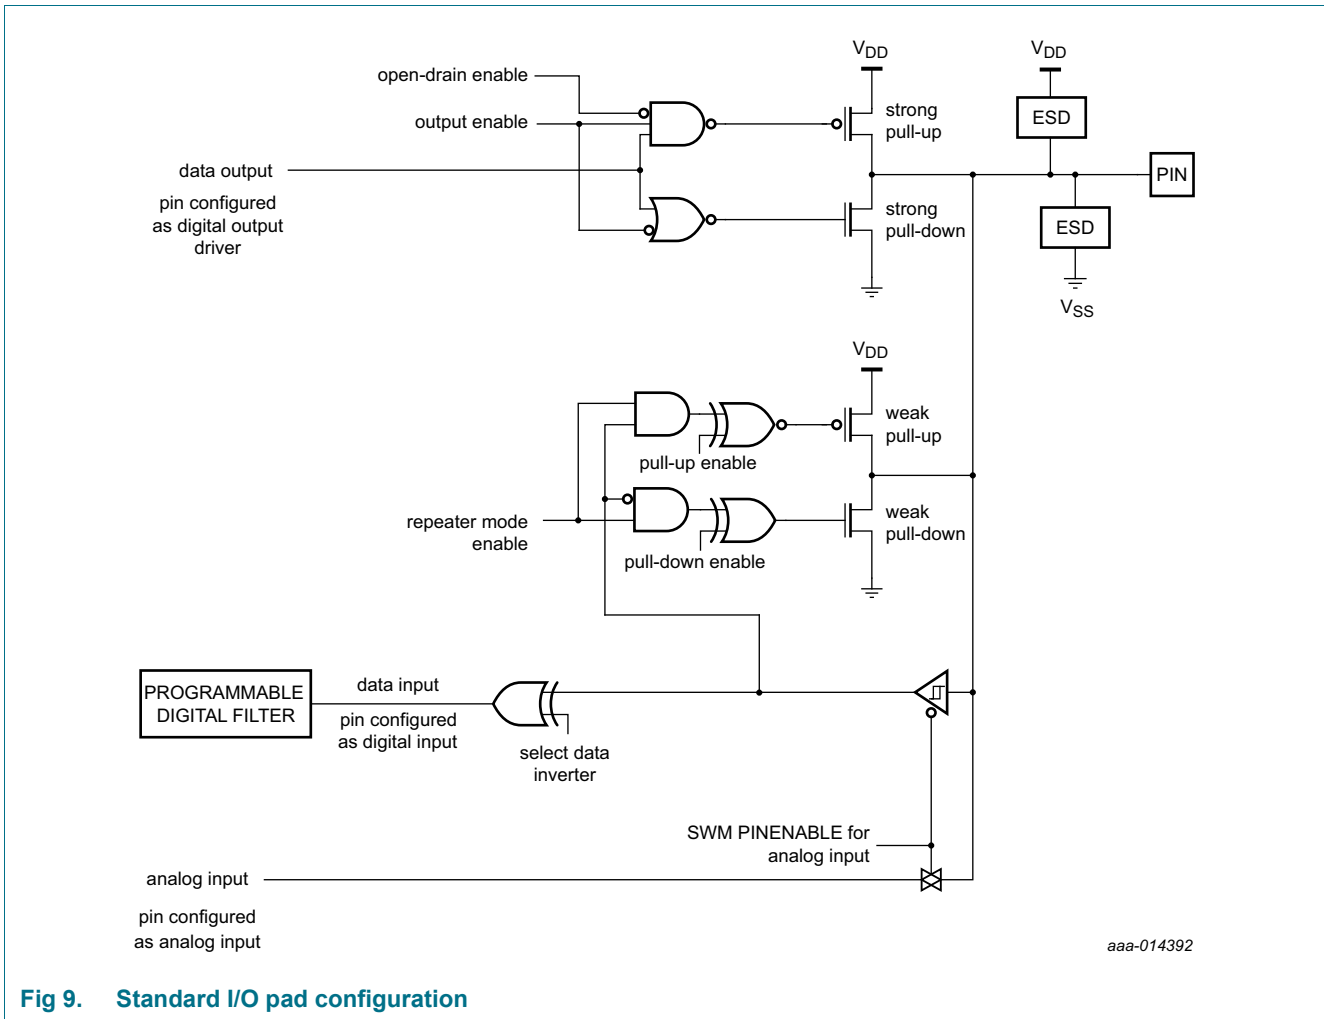 VDD
VDD
open-drain enable
strong
pull-up
ESD
output enable
data output
PIN
pin configured
as digital output
driver
strong
pull-down
ESD
VSS
VDD
weak
pull-up
pull-up enable
repeater mode
enable
weak
pull-down
pull-down enable
PROGRAMMABLE
DIGITAL FILTER
data input
pin configured
as digital input
select data
inverter
SWM PINENABLE for
analog input
analog input
pin configured
as analog input
aaa-014392
Fig 9. Standard I/O pad configuration